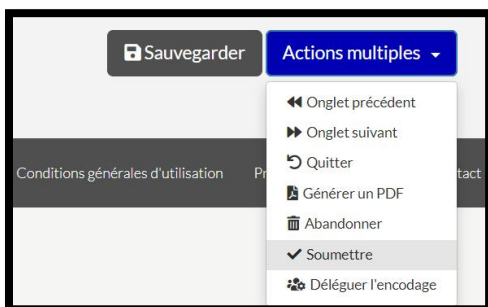 Sauvegarder Actions multiples
Onglet précédent
Onglet suivant
Quitter
Générer un PDF
Abandonner
Soumettre
Déléguer l'encodage
Conditions générales d'utilisation